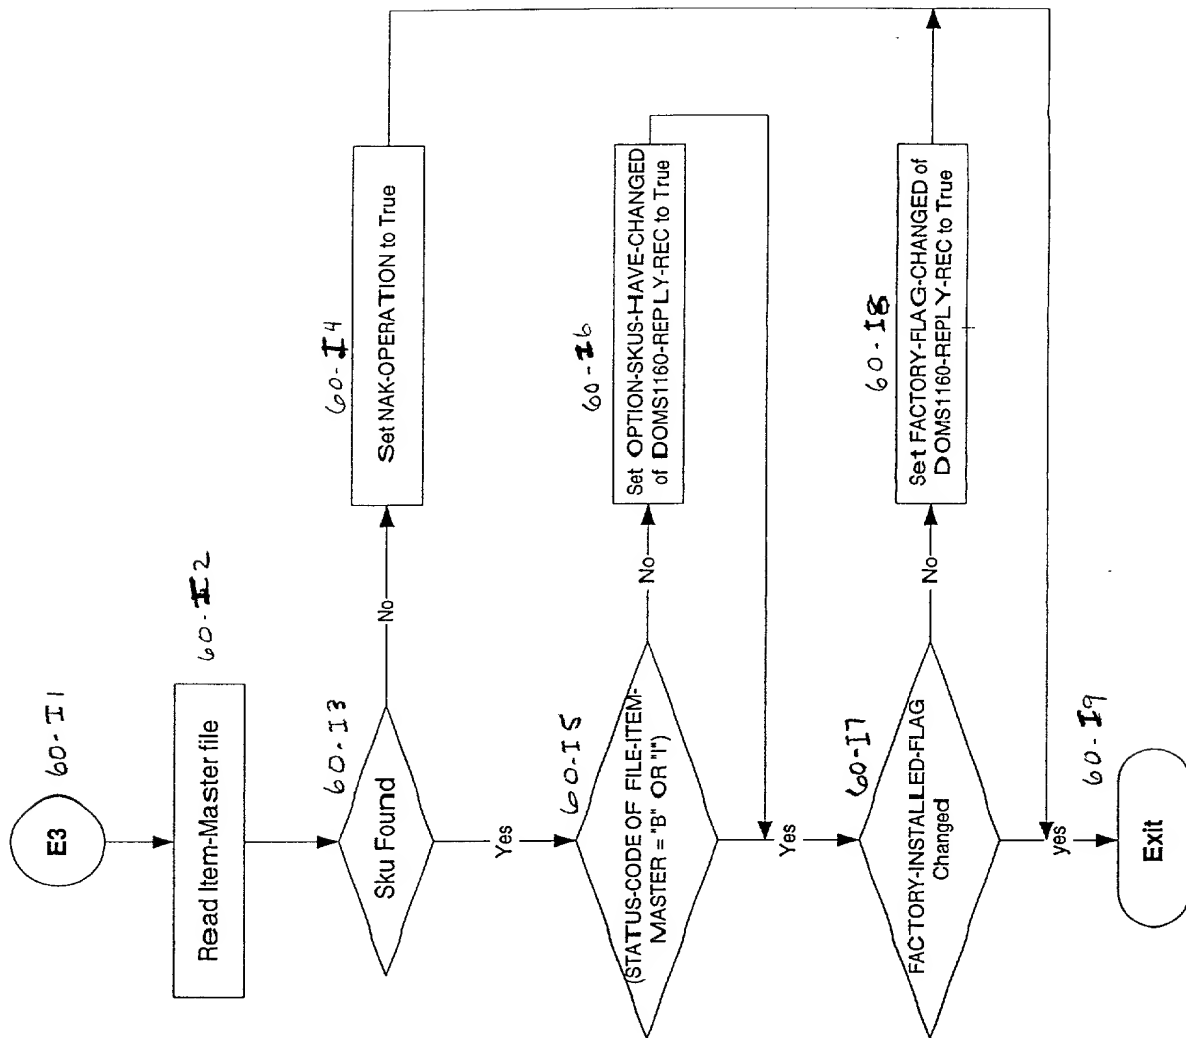 E3
60-I1
Read Item-Master file
60-I2
Sku Found
60-I3
No
Set NAK-OPERATION to True
60-I4
Yes
(STATUS-CODE OF FILE-ITEM-
MASTER = "B" OR "I")
60-I5
No
Set OPTION-SKUS-HAVE-CHANGED
of DOMS1160-REPLY-REC to True
60-I6
Yes
FACTORY-INSTALLED-FLAG
Changed
60-I7
No
Set FACTORY-FLAG-CHANGED of
DOMS1160-REPLY-REC to True
60-I8
yes
Exit
60-I9